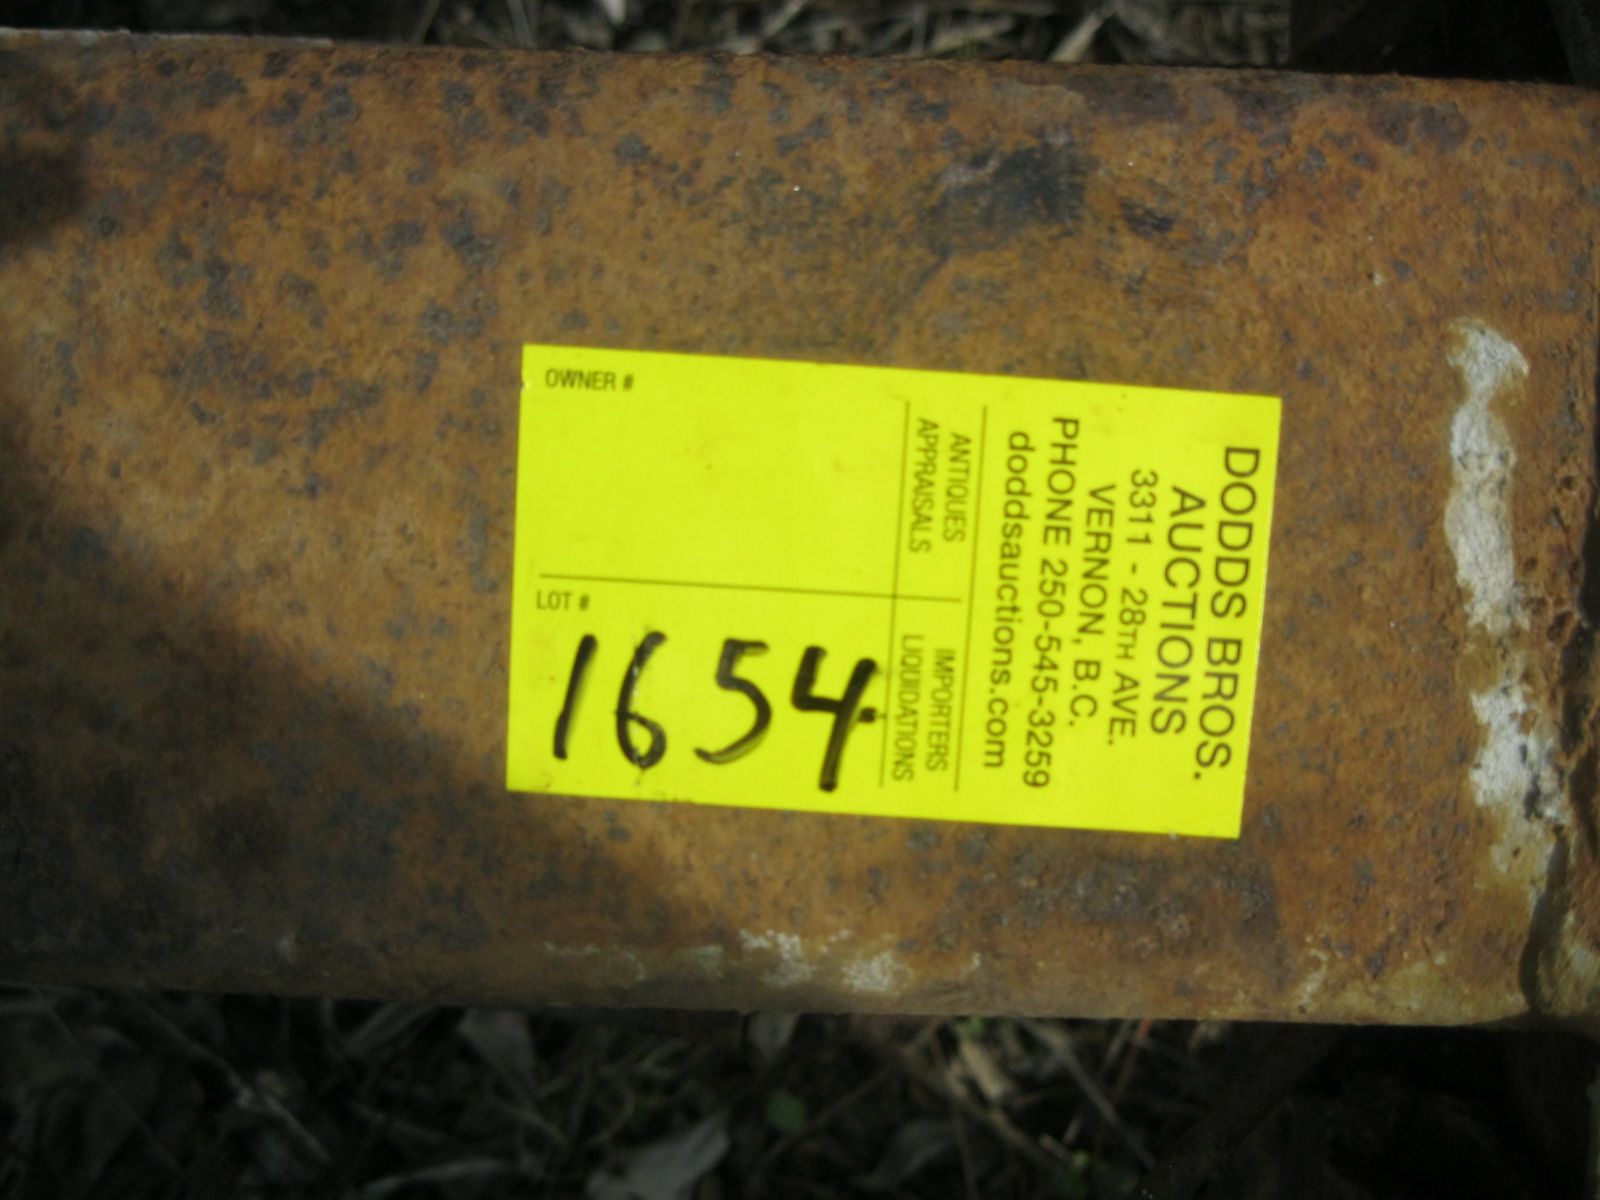 DODDS BROS.
AUCTIONS
3311 - 28TH AVE.
VERNON, B.C.
PHONE 250-545-3259
doddsauctions.com
ANTIQUES
APPRAISALS
IMPORTERS
LIQUIDATIONS
OWNER #
LOT #
1654